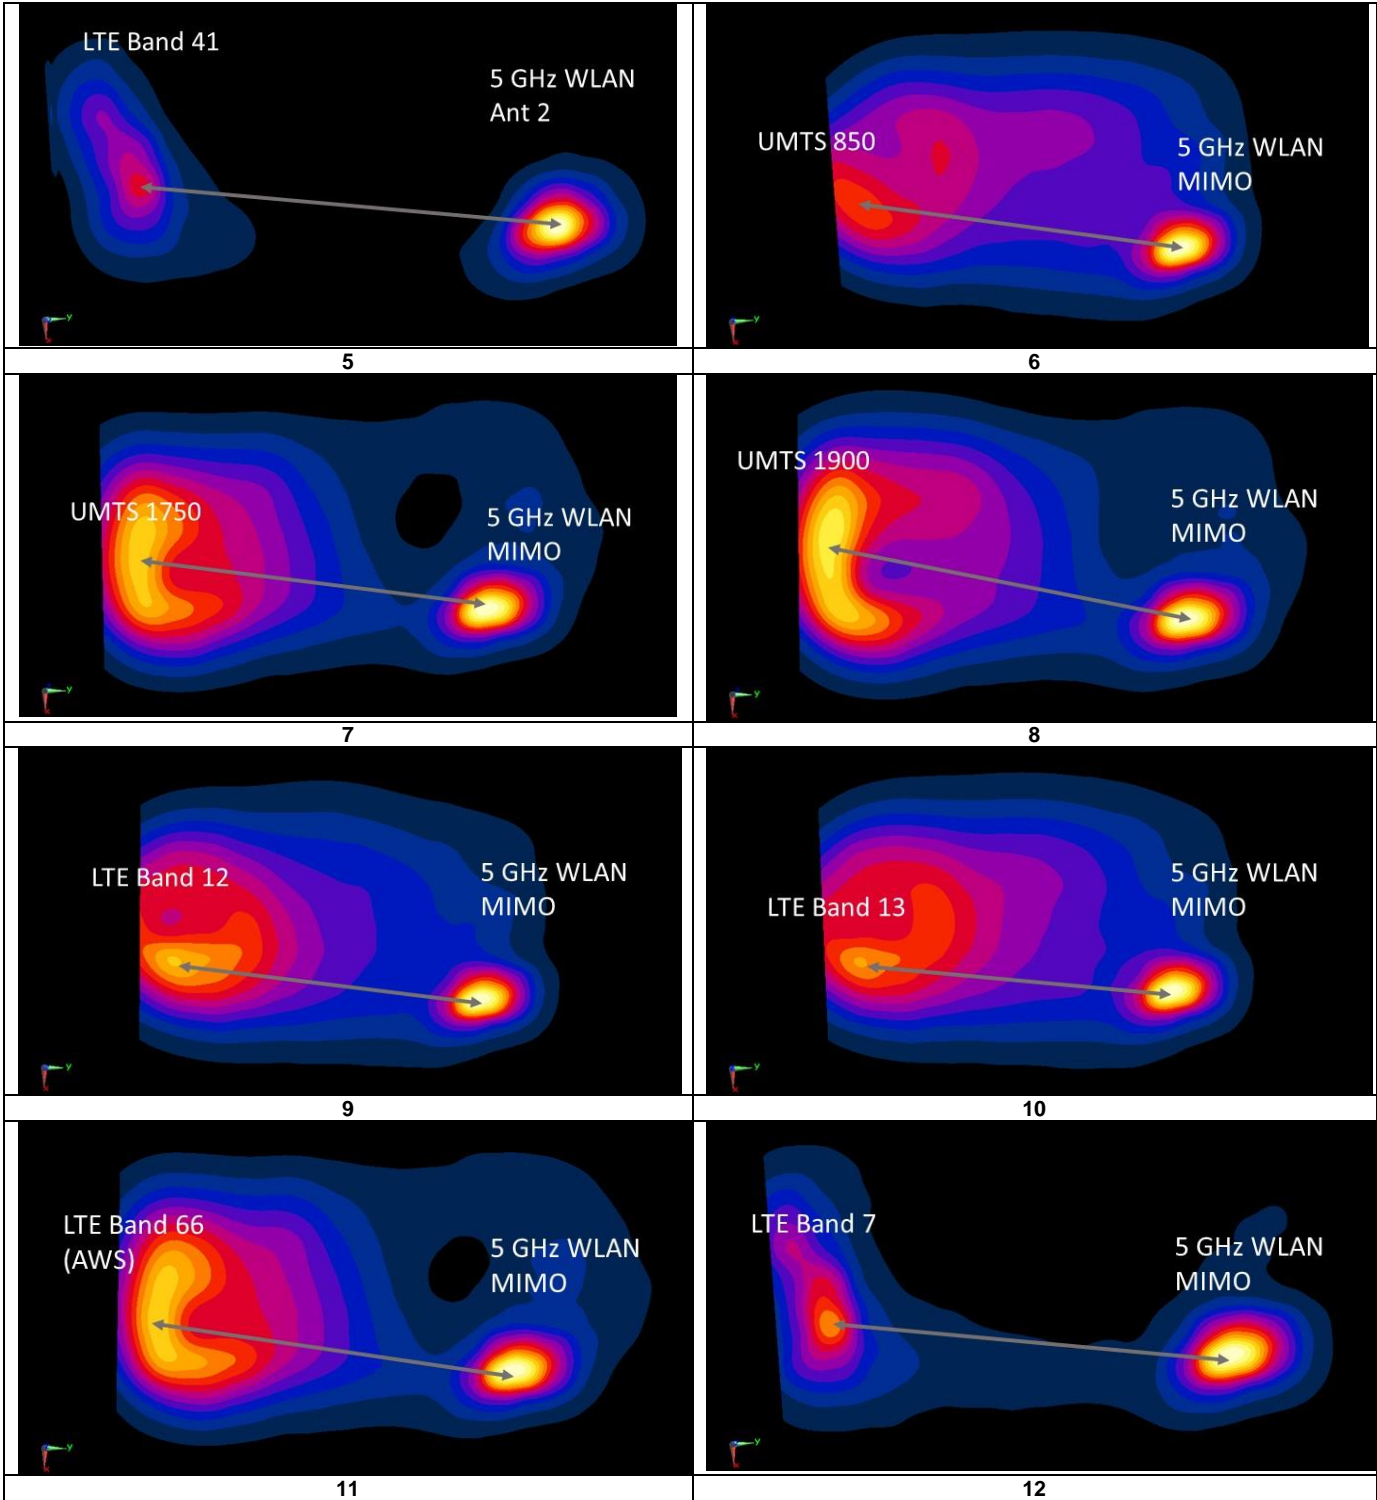 LTE Band 41
5 GHz WLAN
Ant 2
y
x
5
UMTS 850
5 GHz WLAN
MIMO
y
x
6
UMTS 1750
5 GHz WLAN
MIMO
y
x
7
UMTS 1900
5 GHz WLAN
MIMO
y
x
8
LTE Band 12
5 GHz WLAN
MIMO
y
x
9
LTE Band 13
5 GHz WLAN
MIMO
y
x
10
LTE Band 66
(AWS)
5 GHz WLAN
MIMO
y
x
11
LTE Band 7
5 GHz WLAN
MIMO
y
x
12